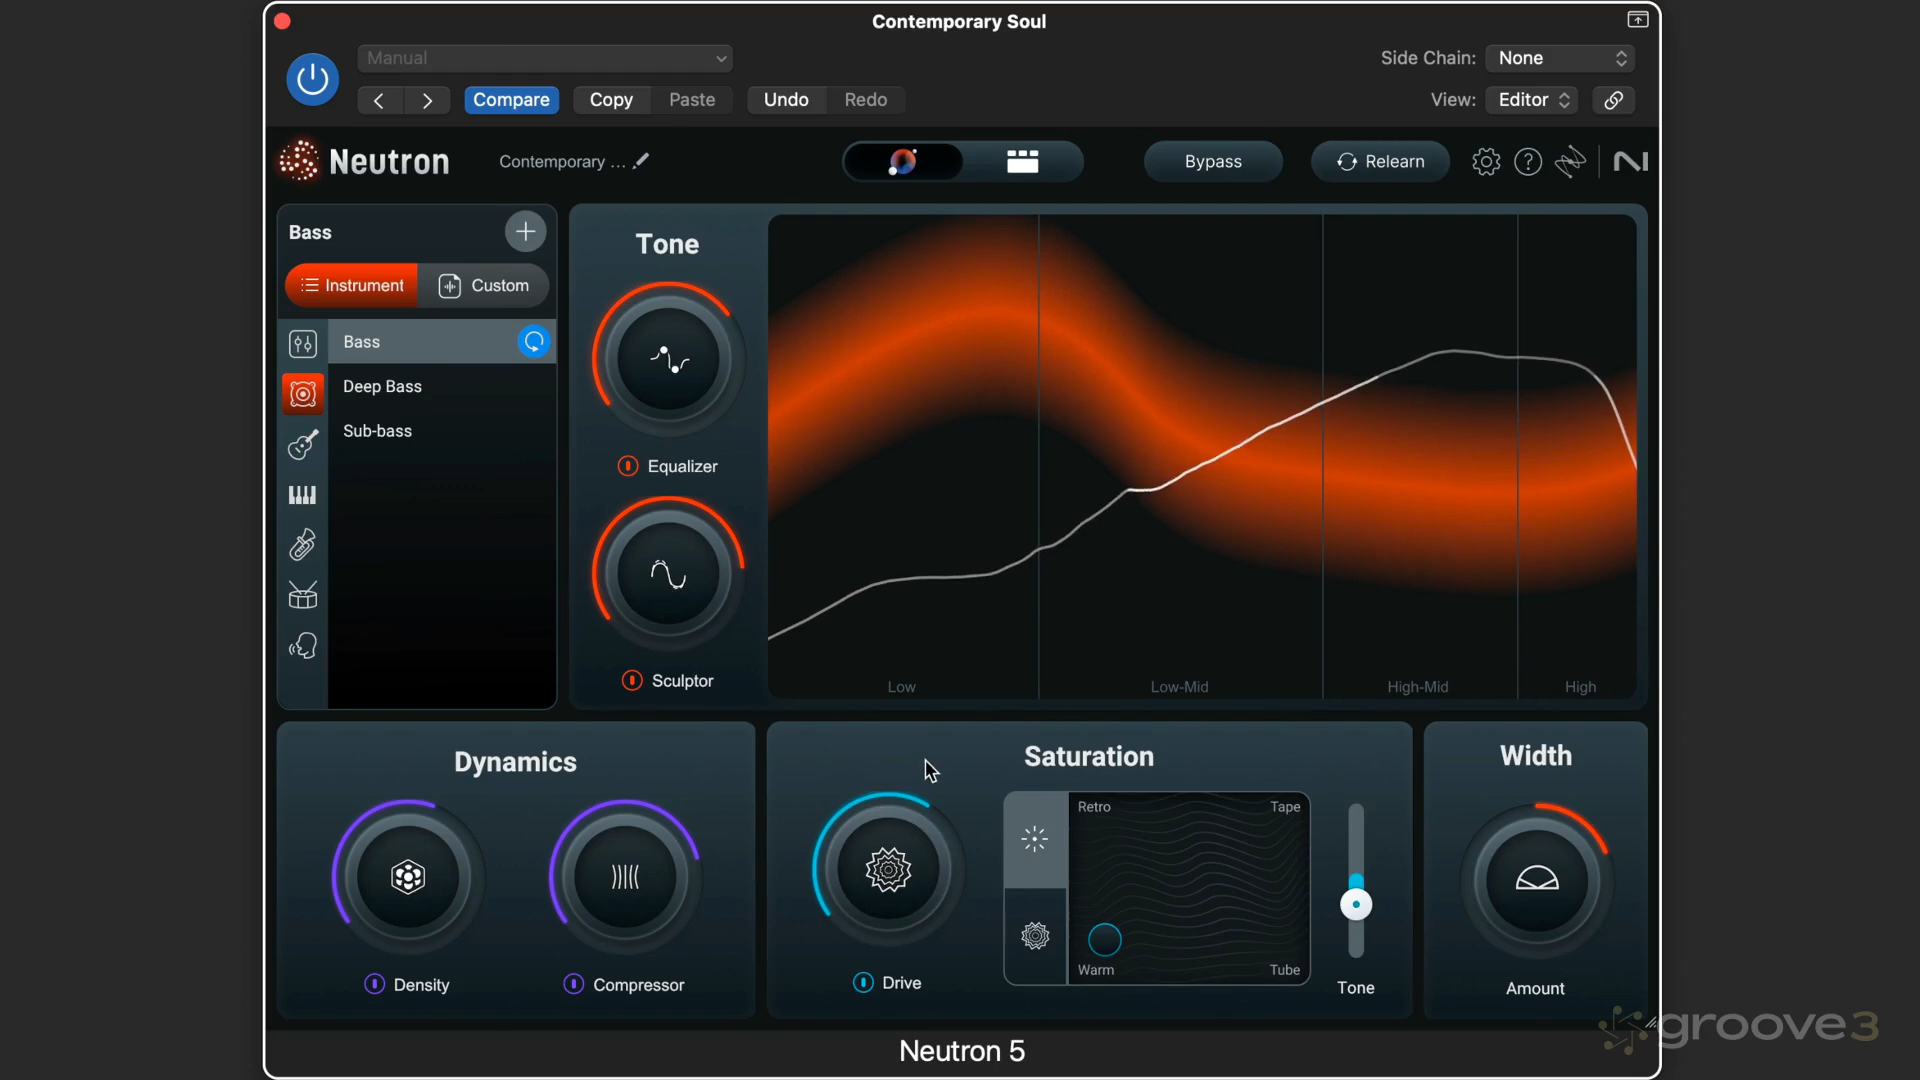 Contemporary Soul
Manual
Side Chain: None
Compare Copy Paste Undo Redo
View: Editor
Neutron Contemporary ... Bypass Relearn
Bass
Instrument Custom
Bass
Deep Bass
Sub-bass
Tone
Equalizer
Sculptor
Low Low-Mid High-Mid High
Dynamics
Density Compressor
Saturation
Drive
Retro Tape
Warm Tube
Tone
Width
Amount
Neutron 5
groove3